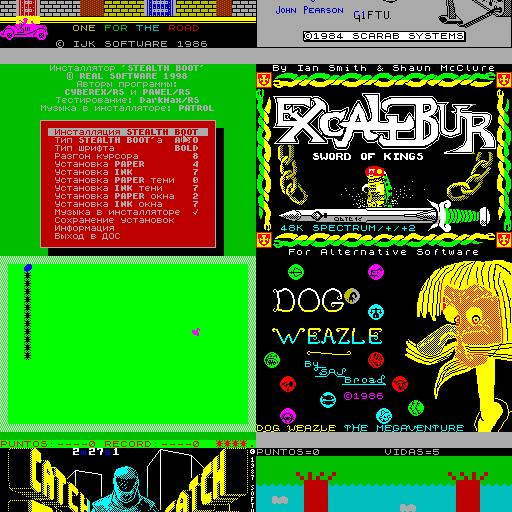 ONE FOR THE ROAD
© IJK SOFTWARE 1986
JOHN PEARSON
G1FTU.
©1984 SCARAB SYSTEMS
Инсталлятор "STEALTH BOOT"
© REAL SOFTWARE 1998
Авторы программы:
CYBEREX/RS и PAWEL/RS
Тестирование: DarkMax/RS
Музыка в инсталляторе: PATROL
Инсталляция STEALTH BOOT
Тип STEALTH BOOT'а
Тип шрифта BOLD
Разгон курсора 8
Установка PAPER 4
Установка INK 7
Установка PAPER тени 0
Установка INK тени 7
Установка PAPER окна 2
Установка INK окна 7
Музыка в инсталляторе ✓
Сохранение установок
Информация
Выход в ДОС
By Ian Smith & Shaun McClure
EXCALIBUR
SWORD OF KINGS
48K SPECTRUM/+/+2
For Alternative Software
PUNTOS:----0 RECORD:----0 XXXX.
DOG
WEAZLE
By
SAL
Broad
©1986
DOG WEAZLE THE MEGAVENTURE
2:27:1
CATCH
CATCH
PUNTOS=0 VIDAS=5